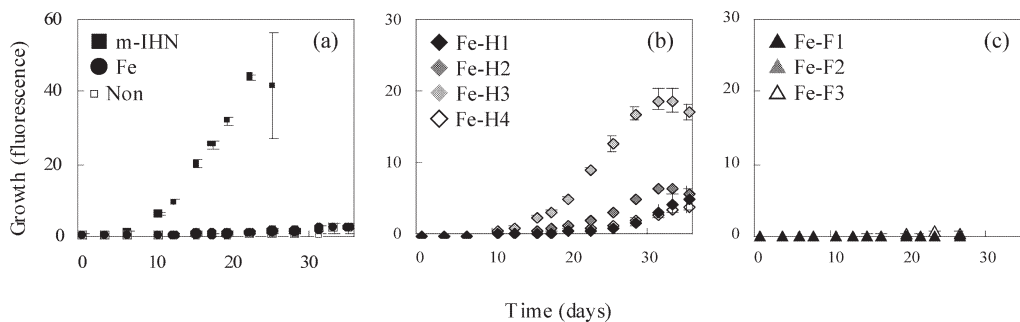 Growth (fluorescence)
60
40
20
0
(a)
m-IHN
Fe
Non
0 10 20 30
30
20
10
0
(b)
Fe-H1
Fe-H2
Fe-H3
Fe-H4
0 10 20 30
30
20
10
0
(c)
Fe-F1
Fe-F2
Fe-F3
0 10 20 30
Time (days)